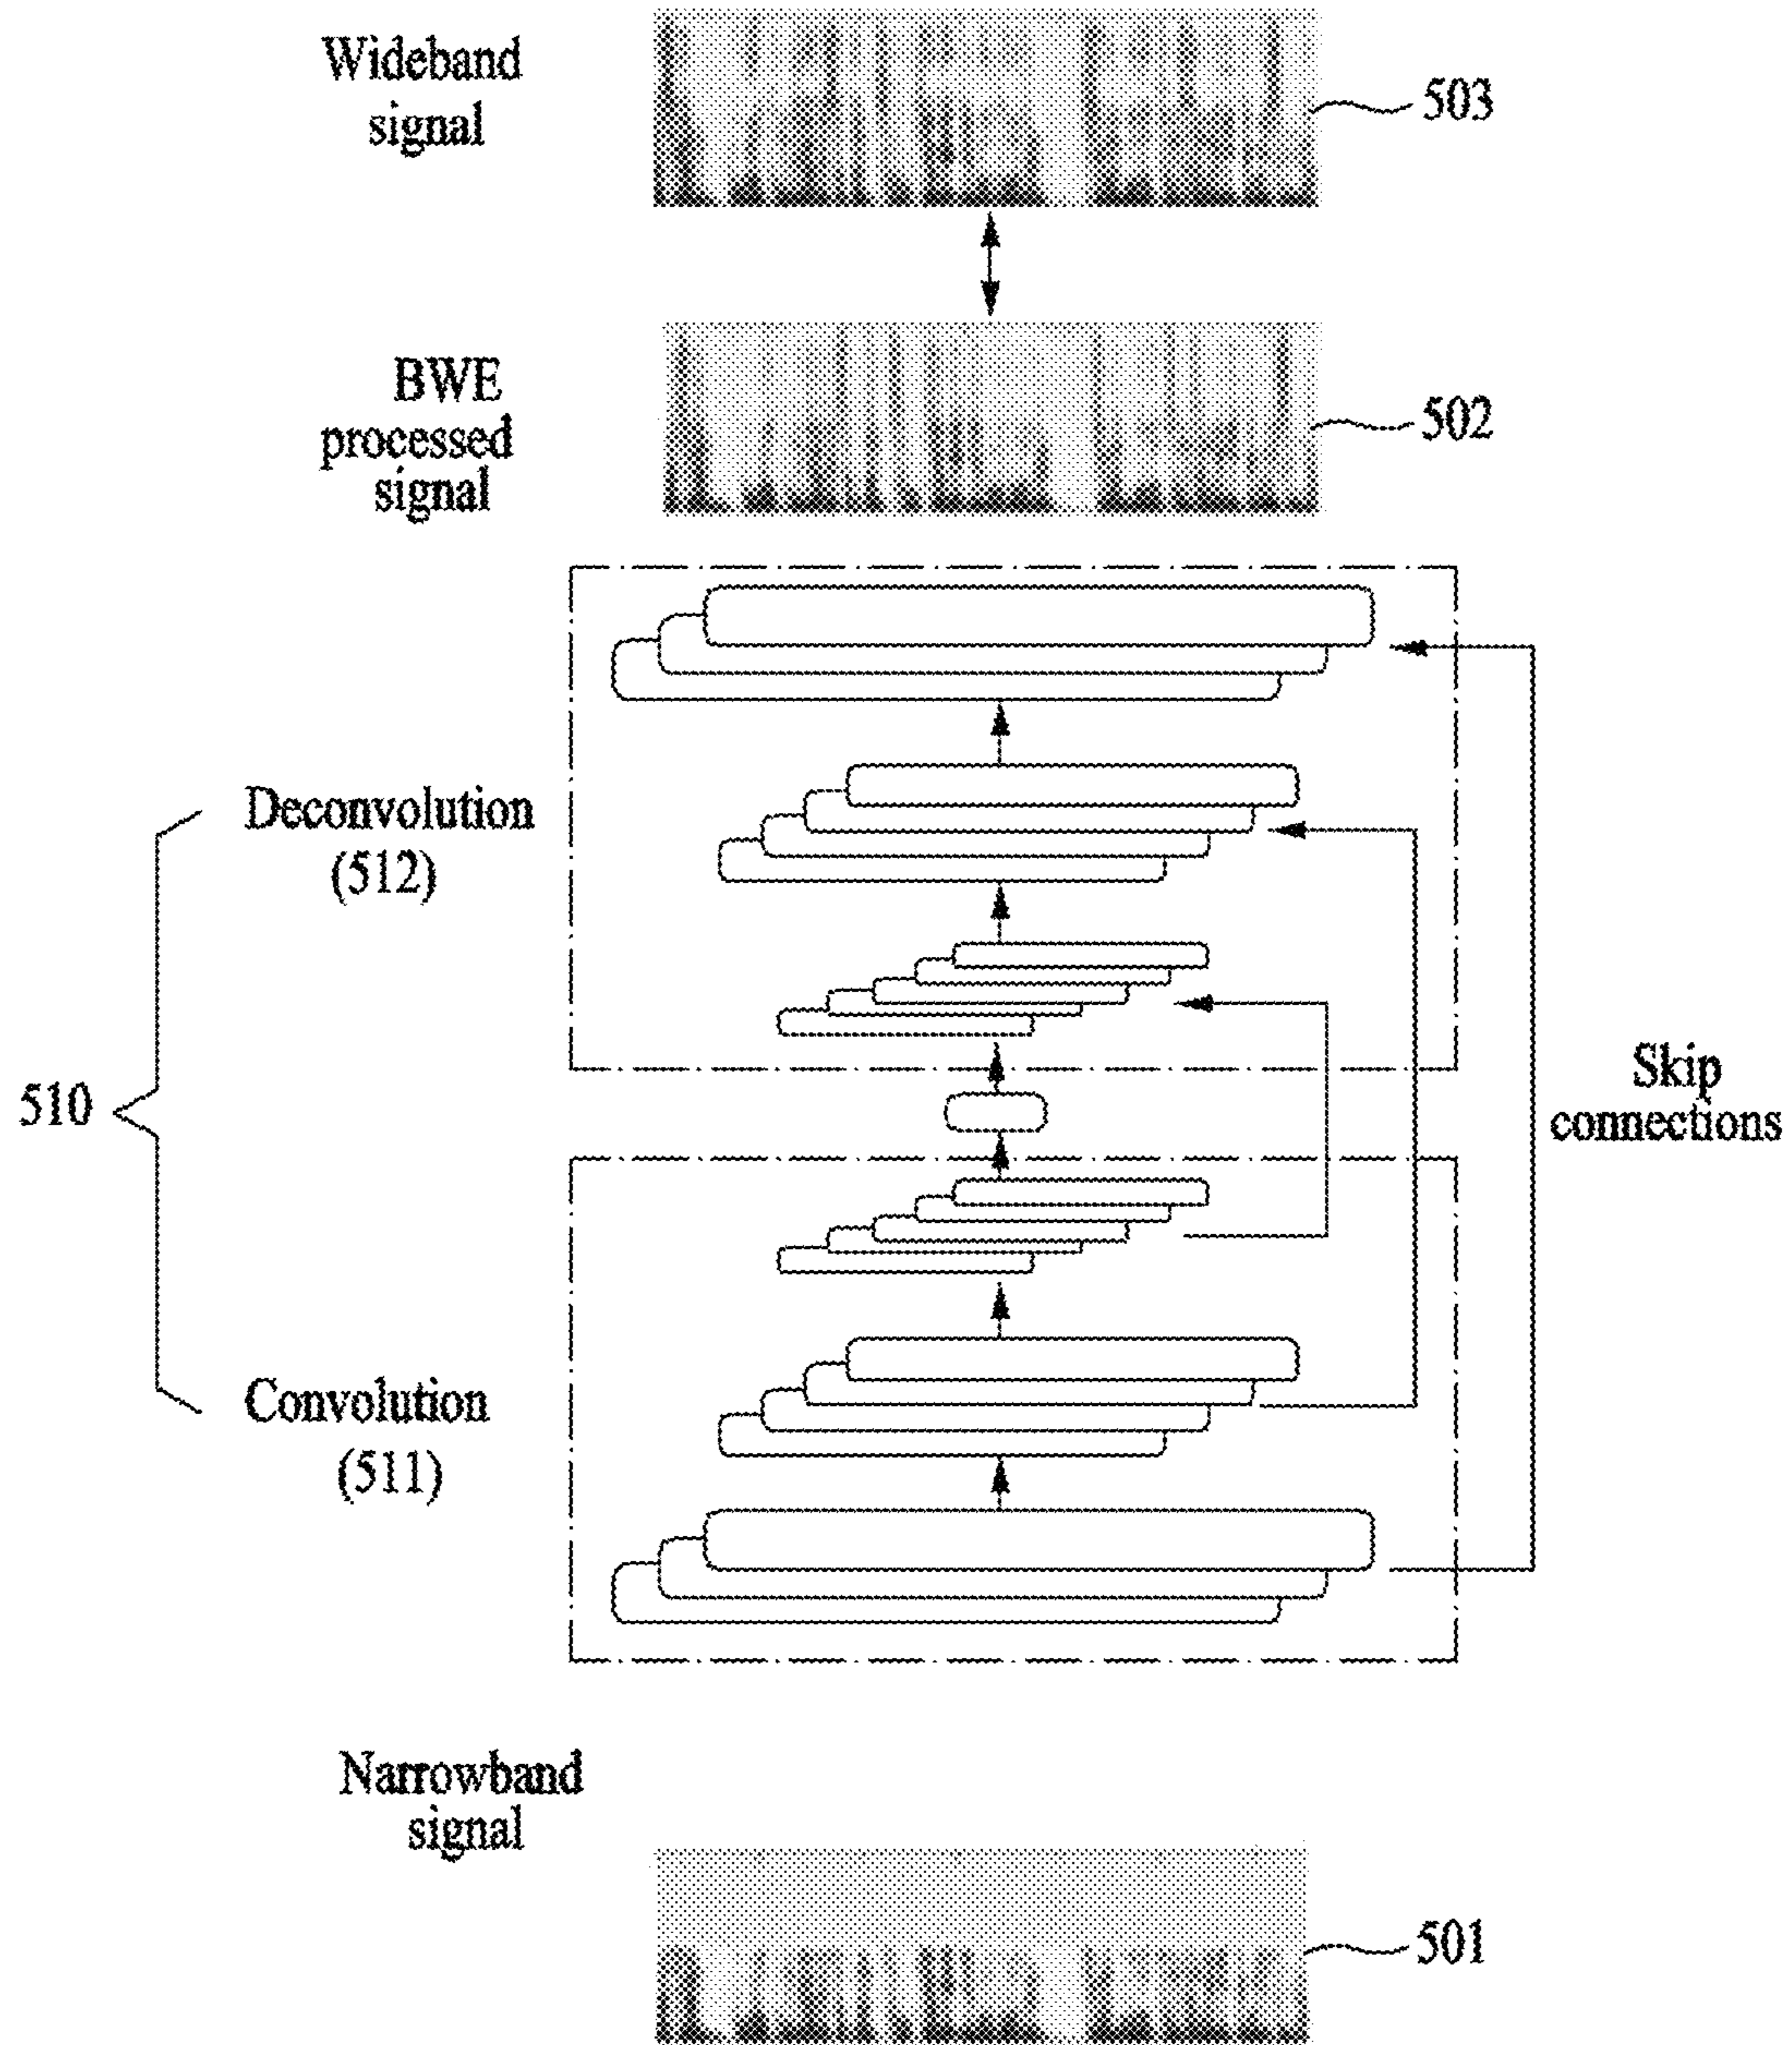 Wideband
signal
503
BWE
processed
signal
502
Deconvolution
(512)
510
Skip
connections
Convolution
(511)
Narrowband
signal
501